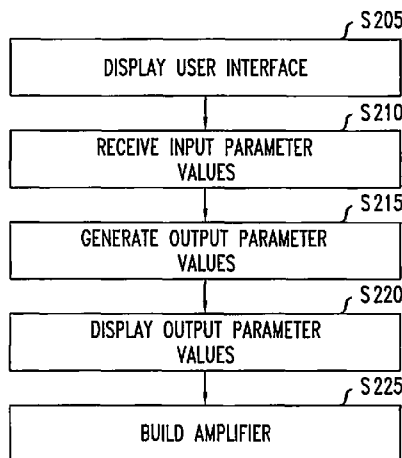 S205
DISPLAY USER INTERFACE
S210
RECEIVE INPUT PARAMETER
VALUES
S215
GENERATE OUTPUT PARAMETER
VALUES
S220
DISPLAY OUTPUT PARAMETER
VALUES
S225
BUILD AMPLIFIER